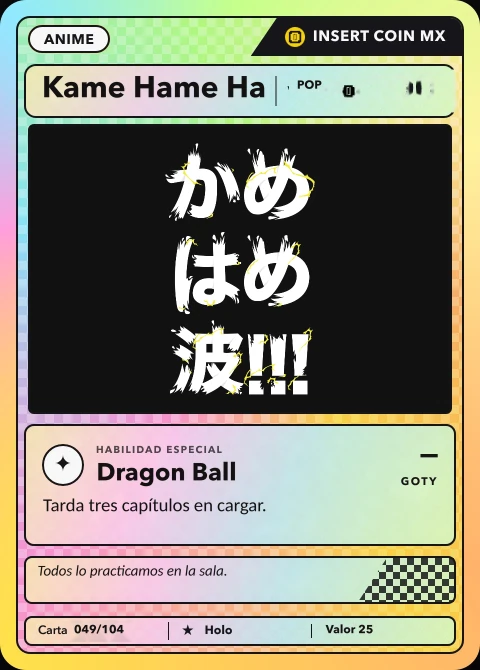 ANIME
INSERT COIN MX
Kame Hame Ha
POP
かめ
はめ
波!!!
HABILIDAD ESPECIAL
Dragon Ball
GOTY
Tarda tres capítulos en cargar.
Todos lo practicamos en la sala.
Carta 049/104 ★ Holo Valor 25